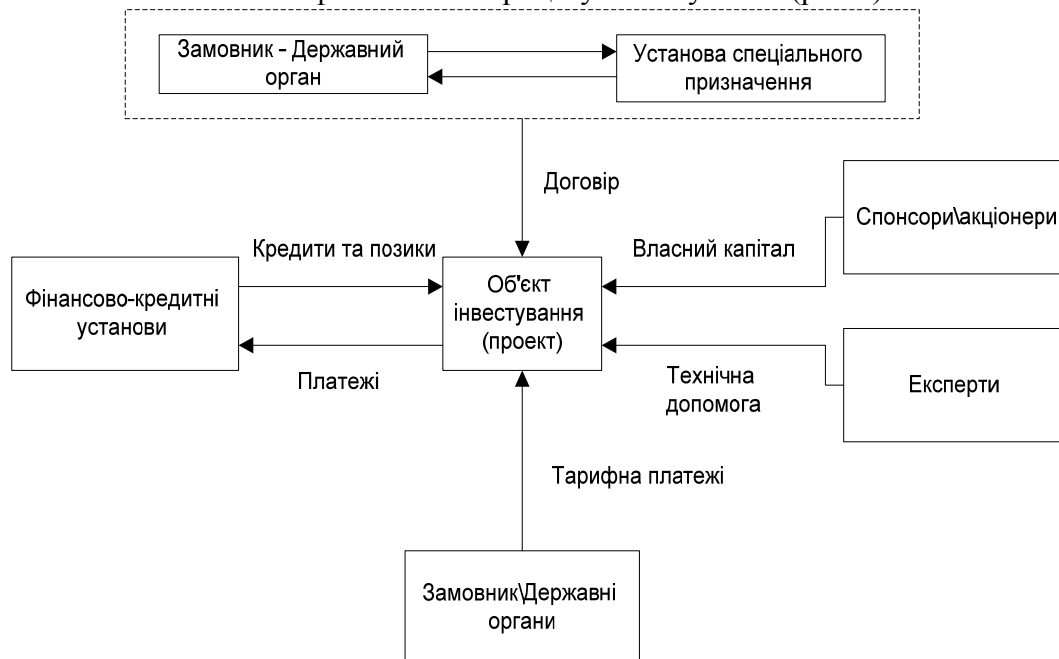 Замовник - Державний
орган
Установа спеціального
призначення
Договір
Спонсори\акціонери
Кредити та позики
Власний капітал
Фінансово-кредитні
установи
Об'єкт
інвестування
(проект)
Платежі
Технічна
допомога
Експерти
Тарифна платежі
Замовник\Державні
органи